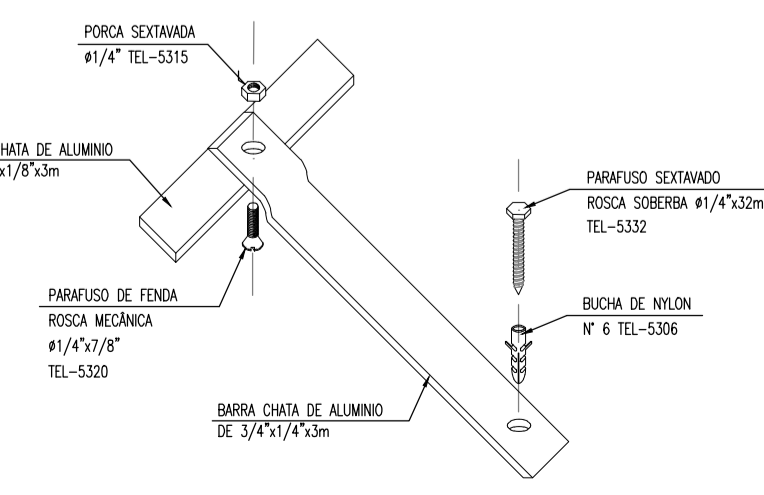 PORCA SEXTAVADA
ø1/4" TEL-5315
HATA DE ALUMINIO
x1/8"x3m
PARAFUSO SEXTAVADO
ROSCA SOBERBA ø1/4"x32m
TEL-5332
PARAFUSO DE FENDA
ROSCA MECÂNICA
ø1/4"x7/8"
TEL-5320
BUCHA DE NYLON
N° 6 TEL-5306
BARRA CHATA DE ALUMINIO
DE 3/4"x1/4"x3m